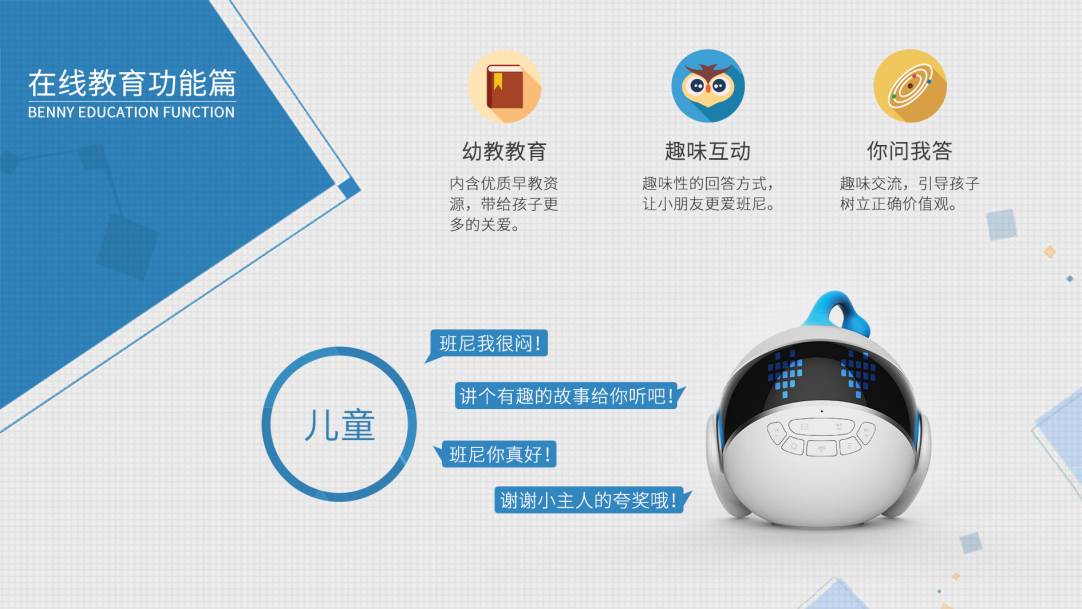 在线教育功能篇
BENNY EDUCATION FUNCTION
幼教教育
内含优质早教资
源，带给孩子更
多的关爱。
趣味互动
趣味性的回答方式，
让小朋友更爱班尼。
你问我答
趣味交流，引导孩子
树立正确价值观。
儿童
班尼我很闷！
讲个有趣的故事给你听吧！
班尼你真好！
谢谢小主人的夸奖哦！